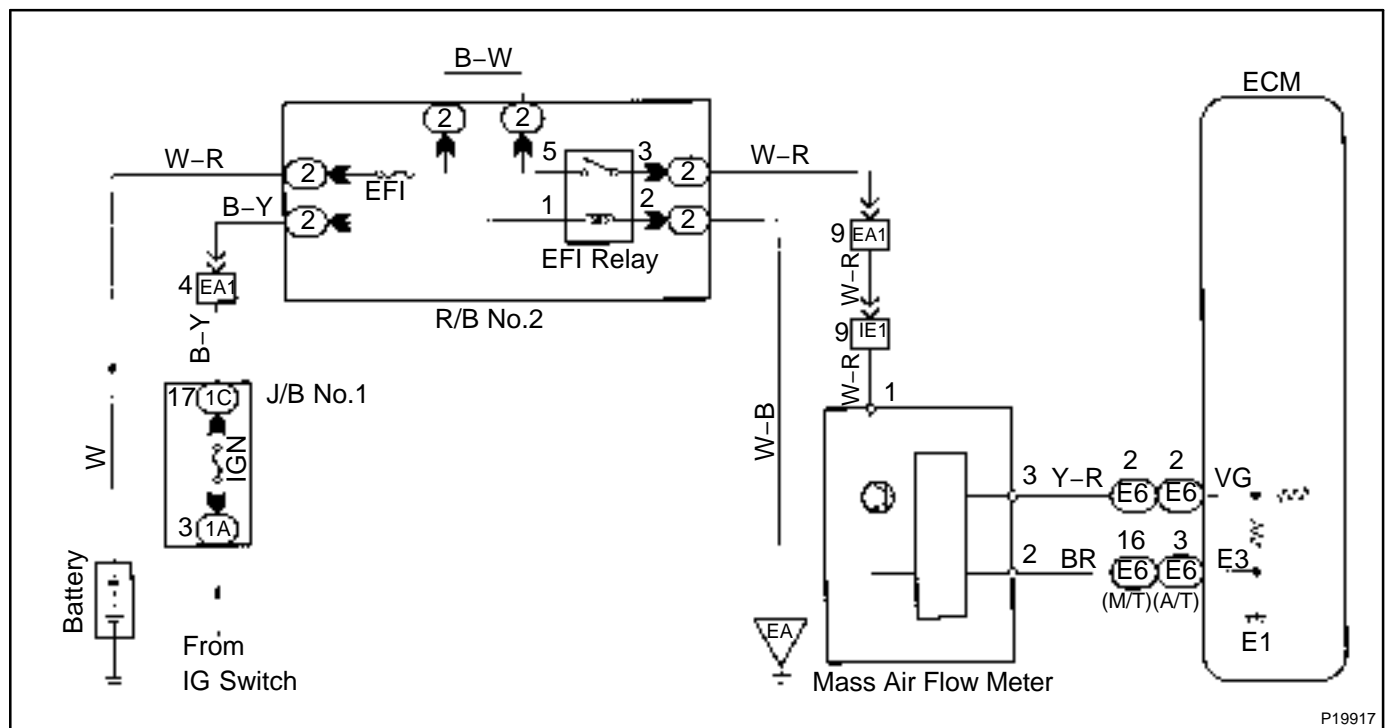 B–W
ECM
2 2
W–R 2 EFI 5 3 2 W–R
B–Y 2 1 2 2
EFI Relay
9 EA1
4 EA1
R/B No.2
W–R
B–Y
9 IE1
W–R
17 1C J/B No.1
1
W
IGN
W–B
3 Y–R 2 E6 2 E6 VG
3 1A
2 BR 16 E6 3 E6 E3
(M/T) (A/T)
Battery
EA
E1
From
IG Switch
Mass Air Flow Meter
P19917